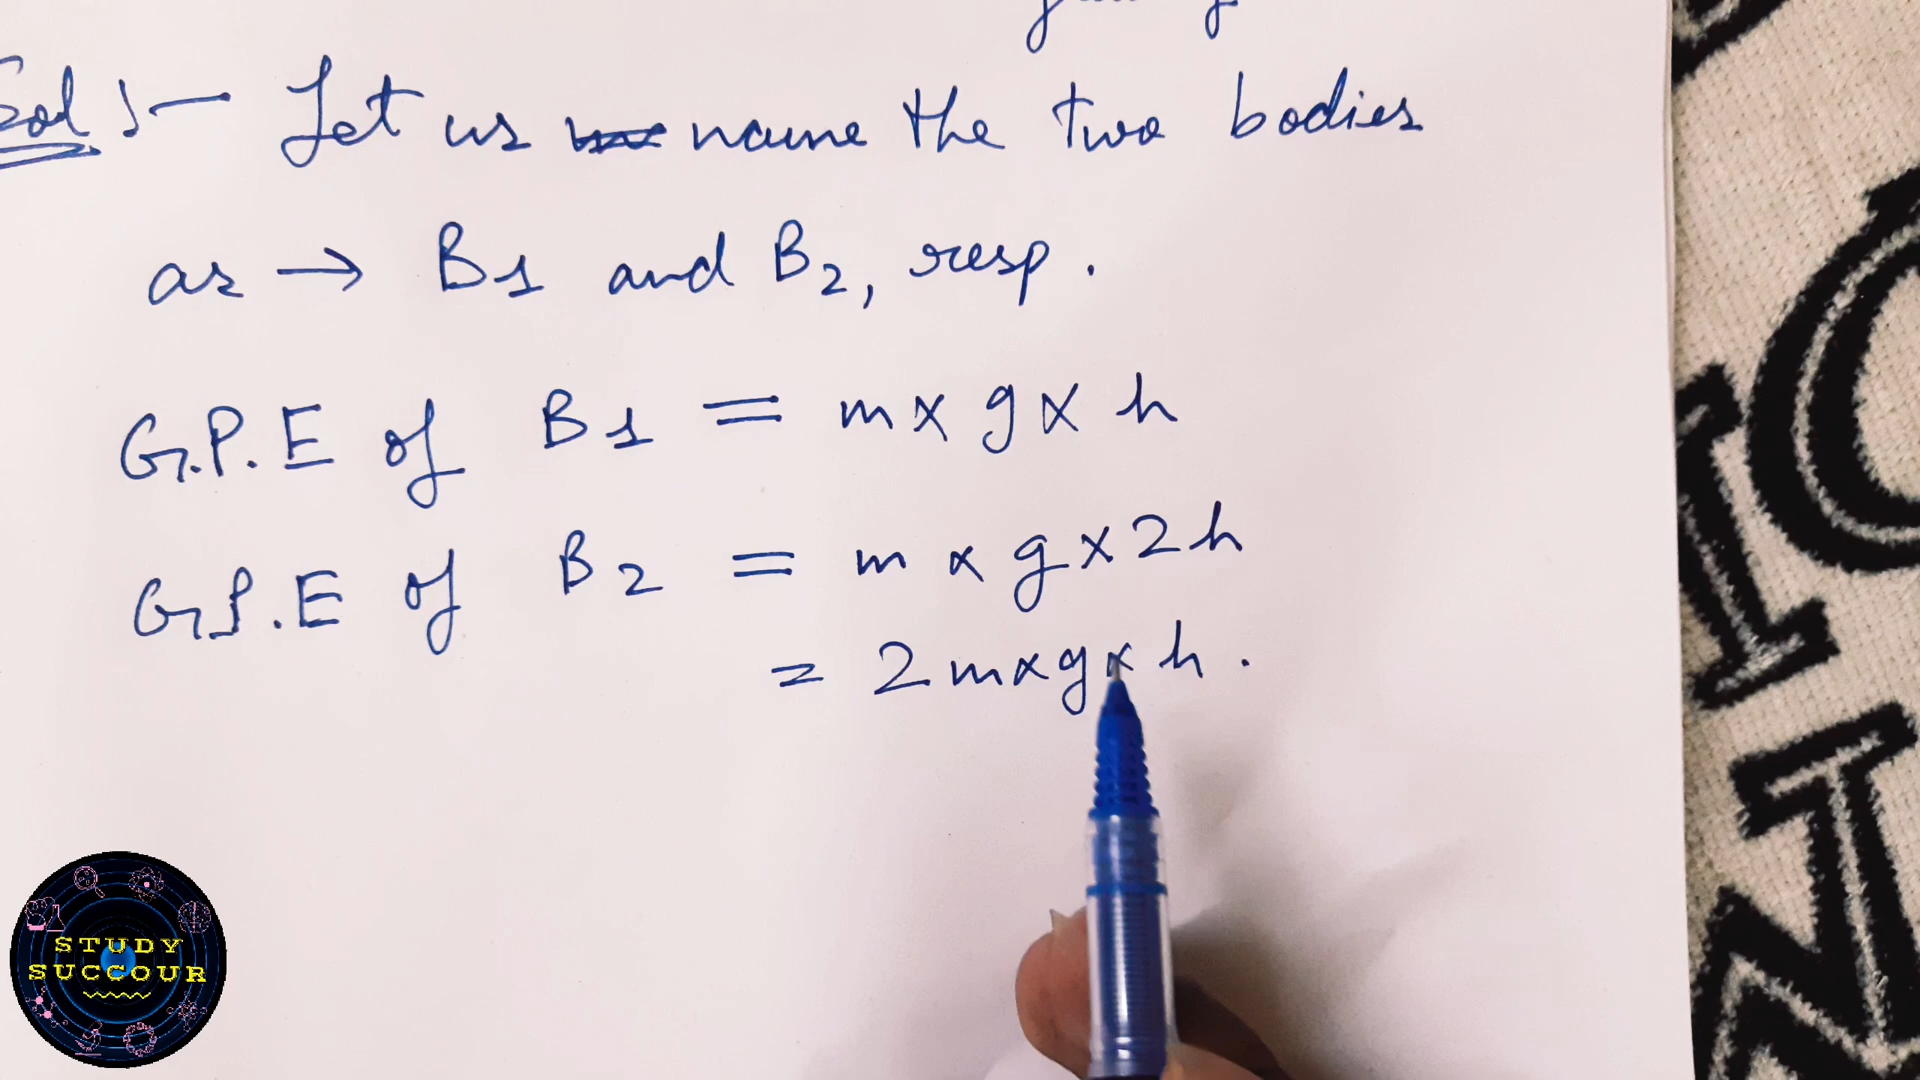 Sol :- Let us name the two bodies
as → B1 and B2, resp.
G.P.E of B1 = m x g x h
G.P.E of B2 = m x g x 2h
= 2m x g x h.
STUDY
SUCCOUR